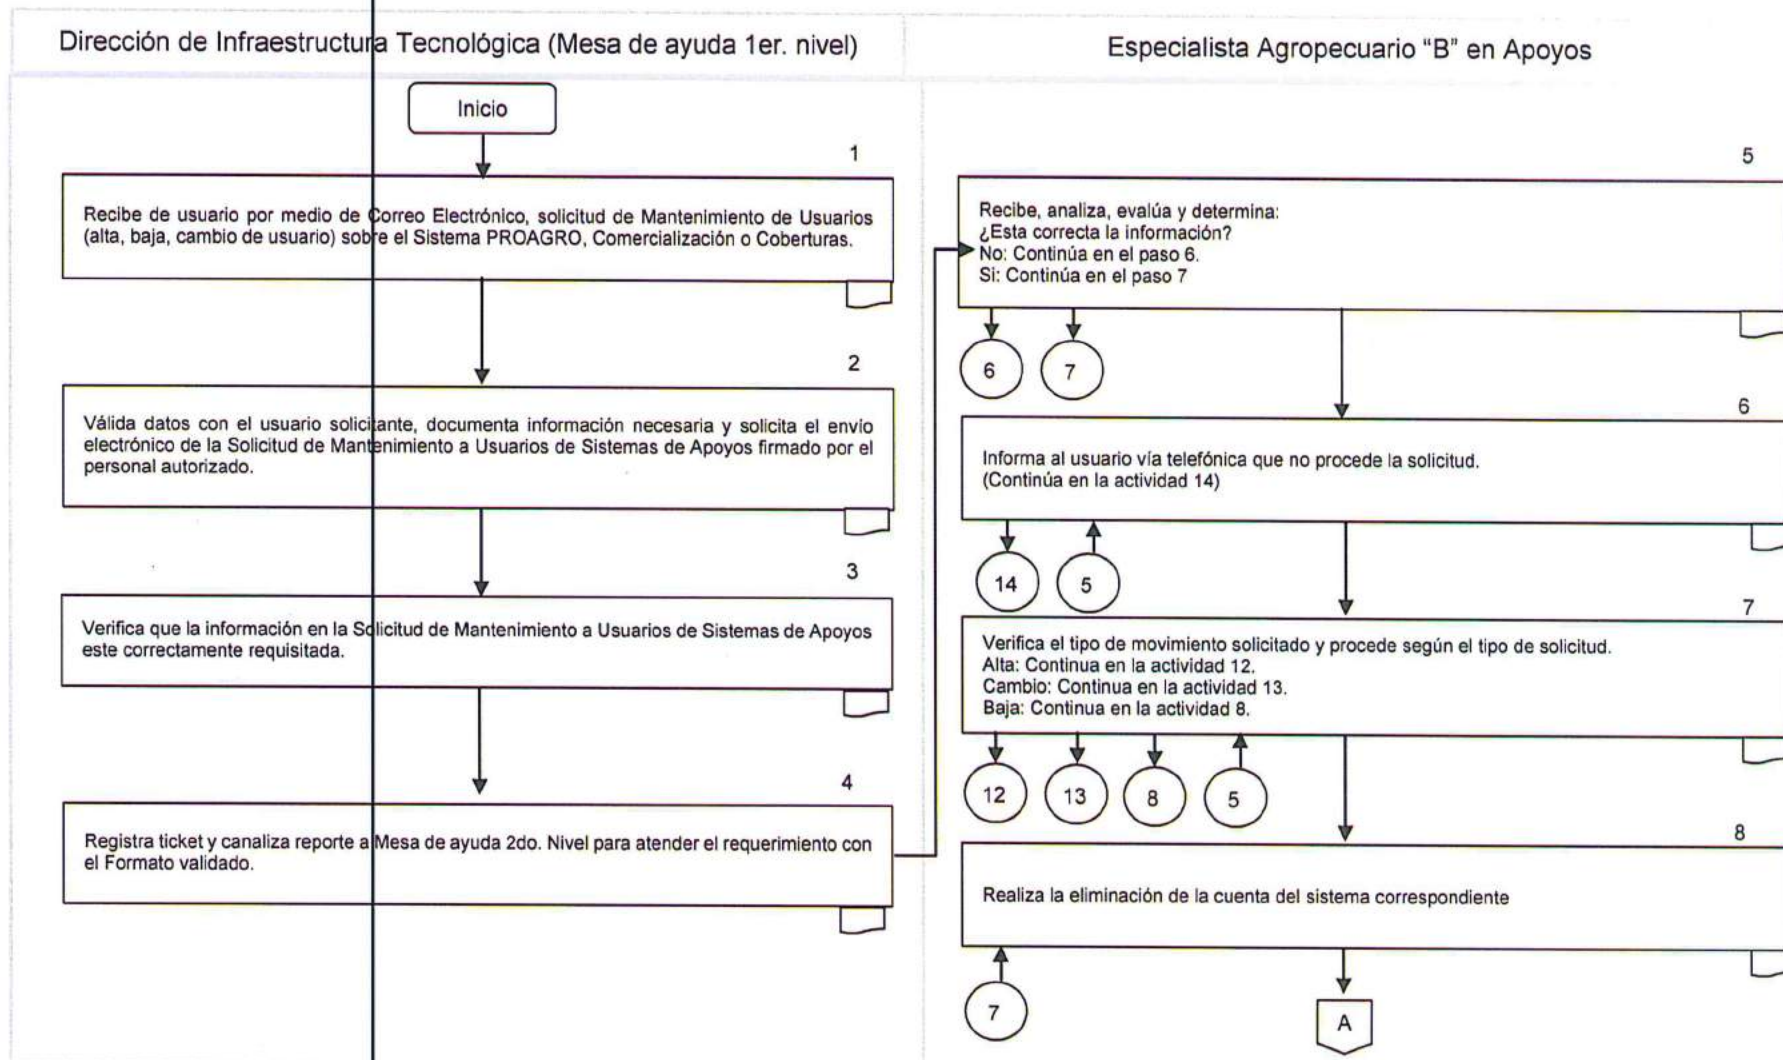 Dirección de Infraestructura Tecnológica (Mesa de ayuda 1er. nivel)
Inicio
1
Recibe de usuario por medio de Correo Electrónico, solicitud de Mantenimiento de Usuarios
(alta, baja, cambio de usuario) sobre el Sistema PROAGRO, Comercialización o Coberturas.
2
Válida datos con el usuario solicitante, documenta información necesaria y solicita el envío
electrónico de la Solicitud de Mantenimiento a Usuarios de Sistemas de Apoyos firmado por el
personal autorizado.
3
Verifica que la información en la Solicitud de Mantenimiento a Usuarios de Sistemas de Apoyos
este correctamente requisitada.
4
Registra ticket y canaliza reporte a Mesa de ayuda 2do. Nivel para atender el requerimiento con
el Formato validado.
Especialista Agropecuario “B” en Apoyos
5
Recibe, analiza, evalúa y determina:
¿Esta correcta la información?
No: Continúa en el paso 6.
Si: Continúa en el paso 7
6 7
6
Informa al usuario vía telefónica que no procede la solicitud.
(Continúa en la actividad 14)
14 5
7
Verifica el tipo de movimiento solicitado y procede según el tipo de solicitud.
Alta: Continua en la actividad 12.
Cambio: Continua en la actividad 13.
Baja: Continua en la actividad 8.
12 13 8 5
8
Realiza la eliminación de la cuenta del sistema correspondiente
7
A